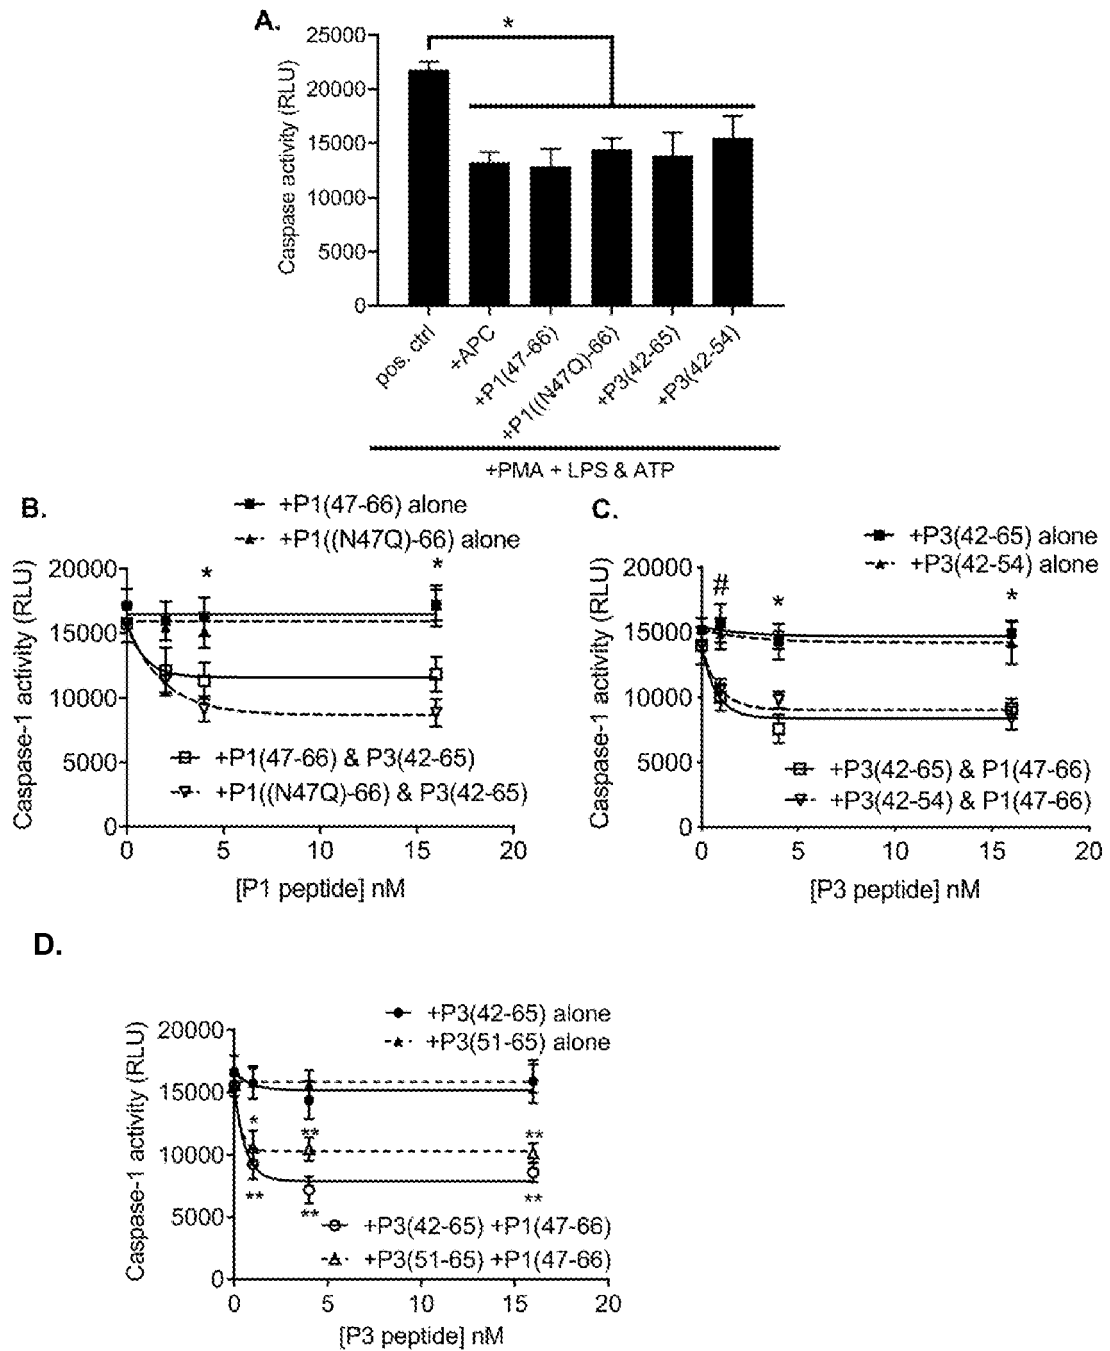 A.
*
25000
20000
15000
10000
5000
0
Caspase activity (RLU)
pos. ctrl
+APC
+P1(47-66)
+P1((N47Q)-66)
+P3(42-65)
+P3(42-54)
+PMA + LPS & ATP
B.
+P1(47-66) alone
+P1((N47Q)-66) alone
* *
20000
15000
10000
5000
0
Caspase-1 activity (RLU)
+P1(47-66) & P3(42-65)
+P1((N47Q)-66) & P3(42-65)
0 5 10 15 20
[P1 peptide] nM
C.
+P3(42-65) alone
+P3(42-54) alone
# * *
20000
15000
10000
5000
0
Caspase-1 activity (RLU)
+P3(42-65) & P1(47-66)
+P3(42-54) & P1(47-66)
0 5 10 15 20
[P3 peptide] nM
D.
+P3(42-65) alone
+P3(51-65) alone
20000
15000
10000
5000
0
Caspase-1 activity (RLU)
* ** **
** ** **
+P3(42-65) +P1(47-66)
+P3(51-65) +P1(47-66)
0 5 10 15 20
[P3 peptide] nM